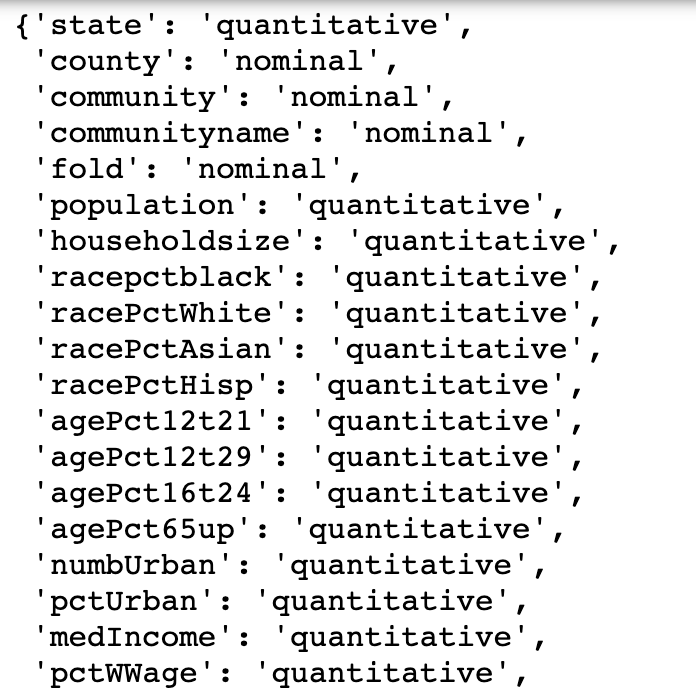 {'state': 'quantitative',
'county': 'nominal',
'community': 'nominal',
'communityname': 'nominal',
'fold': 'nominal',
'population': 'quantitative',
'householdsize': 'quantitative',
'racepctblack': 'quantitative',
'racePctWhite': 'quantitative',
'racePctAsian': 'quantitative',
'racePctHisp': 'quantitative',
'agePct12t21': 'quantitative',
'agePct12t29': 'quantitative',
'agePct16t24': 'quantitative',
'agePct65up': 'quantitative',
'numbUrban': 'quantitative',
'pctUrban': 'quantitative',
'medIncome': 'quantitative',
'pctWWage': 'quantitative',